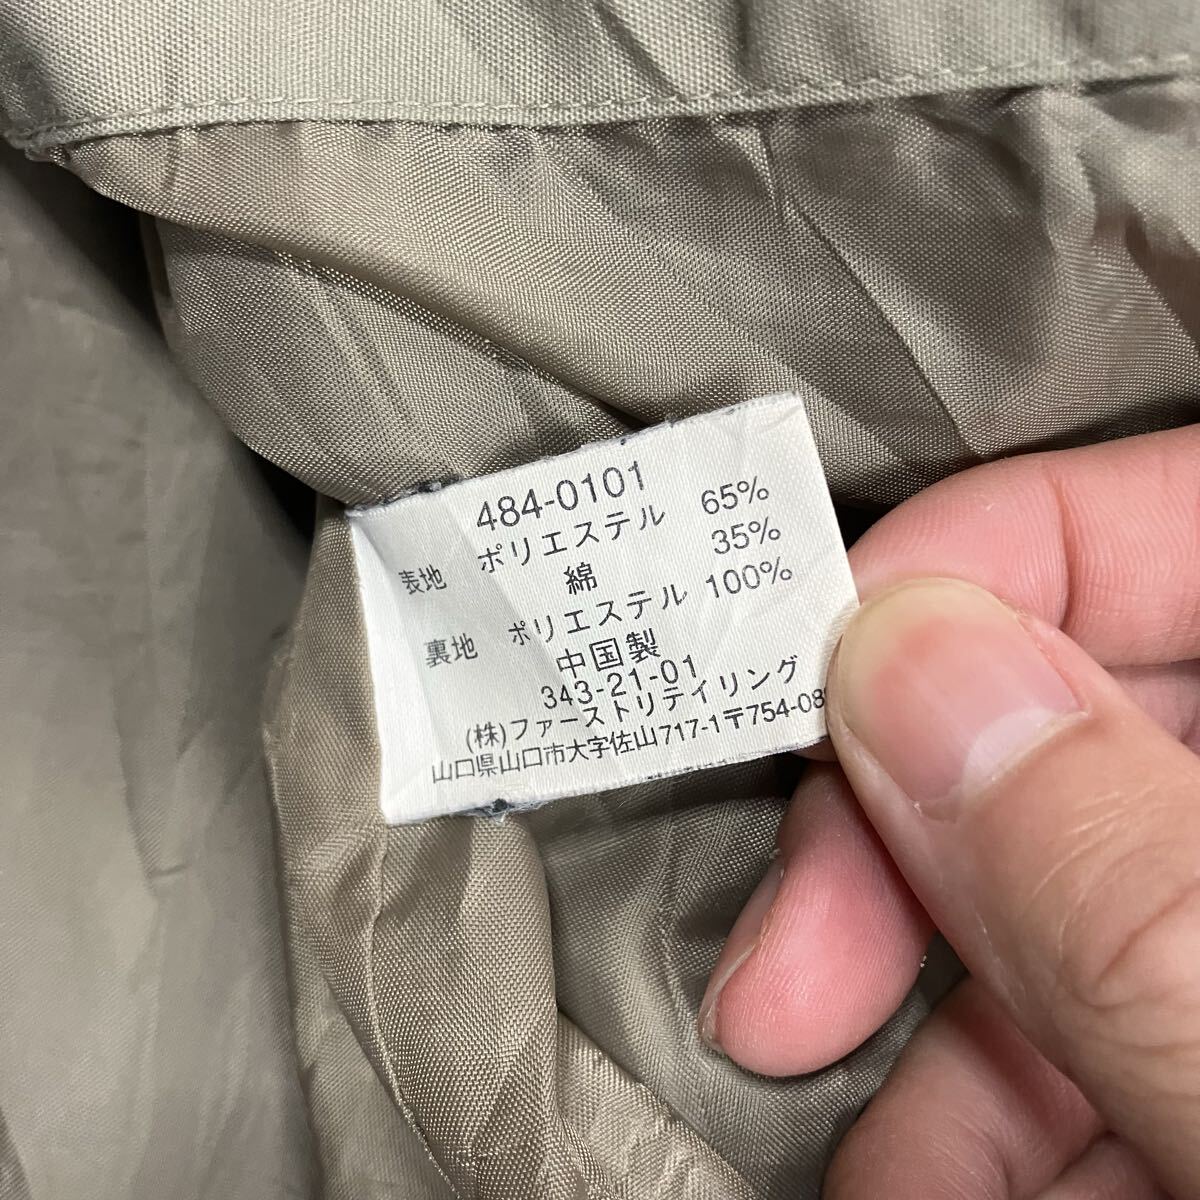 484-0101
表地 ポリエステル 65%
綿 35%
裏地 ポリエステル 100%
中国製
343-21-01
(株)ファーストリテイリング
山口県山口市大字佐山717-1〒754-08